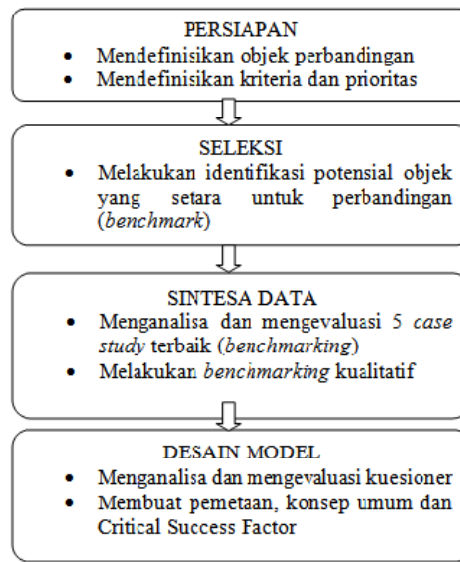 PERSIAPAN
• Mendefinisikan objek perbandingan
• Mendefinisikan kriteria dan prioritas
SELEKSI
• Melakukan identifikasi potensial objek
yang setara untuk perbandingan
(benchmark)
SINTESA DATA
• Menganalisa dan mengevaluasi 5 case
study terbaik (benchmarking)
• Melakukan benchmarking kualitatif
DESAIN MODEL
• Menganalisa dan mengevaluasi kuesioner
• Membuat pemetaan, konsep umum dan
Critical Success Factor